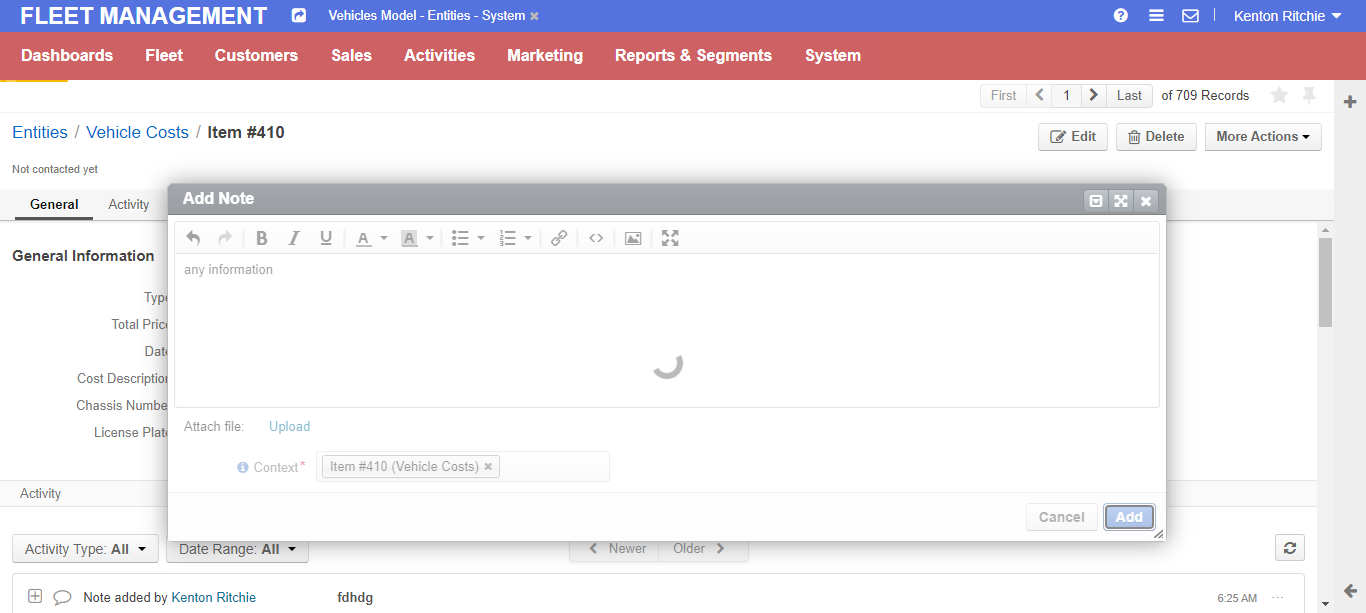 FLEET MANAGEMENT Vehicles Model - Entities - System Kenton Ritchie
Dashboards Fleet Customers Sales Activities Marketing Reports & Segments System
First 1 Last of 709 Records
Entities / Vehicle Costs / Item #410 Edit Delete More Actions
Not contacted yet
General Activity
Add Note
General Information
any information
Type
Total Price
Date
Cost Description
Chassis Number
License Plate
Attach file: Upload
Context* Item #410 (Vehicle Costs)
Activity
Cancel Add
Activity Type: All Date Range: All Newer Older
Note added by Kenton Ritchie fdhdg 6:25 AM